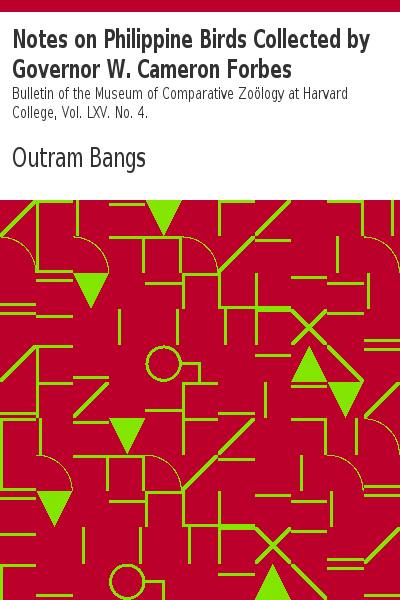 Notes on Philippine Birds Collected by
Governor W. Cameron Forbes
Bulletin of the Museum of Comparative Zoölogy at Harvard
College, Vol. LXV. No. 4.
Outram Bangs